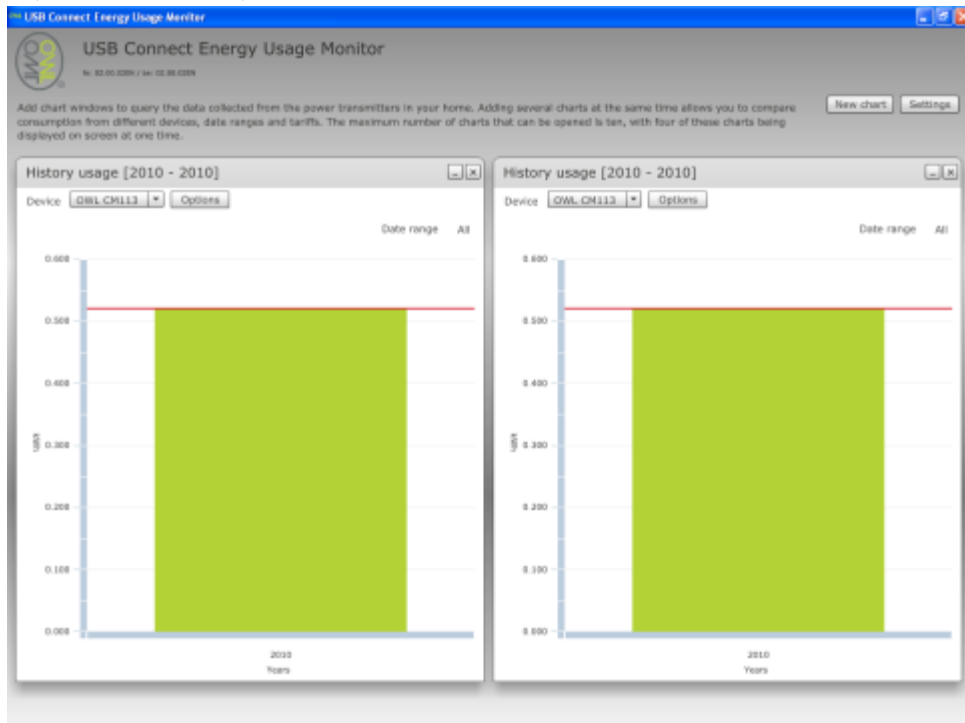 USB Connect Energy Usage Monitor
OWL
USB Connect Energy Usage Monitor
Add chart windows to query the data collected from the power transmitters in your home. Adding several charts at the same time allows you to compare
consumption from different devices, date ranges and tariffs. The maximum number of charts that can be opened is ten, with four of these charts being
displayed on screen at one time.
New chart Settings
History usage [2010 - 2010]
Device OWL CM113 Options
Date range All
0.600
0.500
0.400
0.300
0.200
0.100
0.000
kWh
2010
Years
History usage [2010 - 2010]
Device OWL CM113 Options
Date range All
0.600
0.500
0.400
0.300
0.200
0.100
0.000
kWh
2010
Years